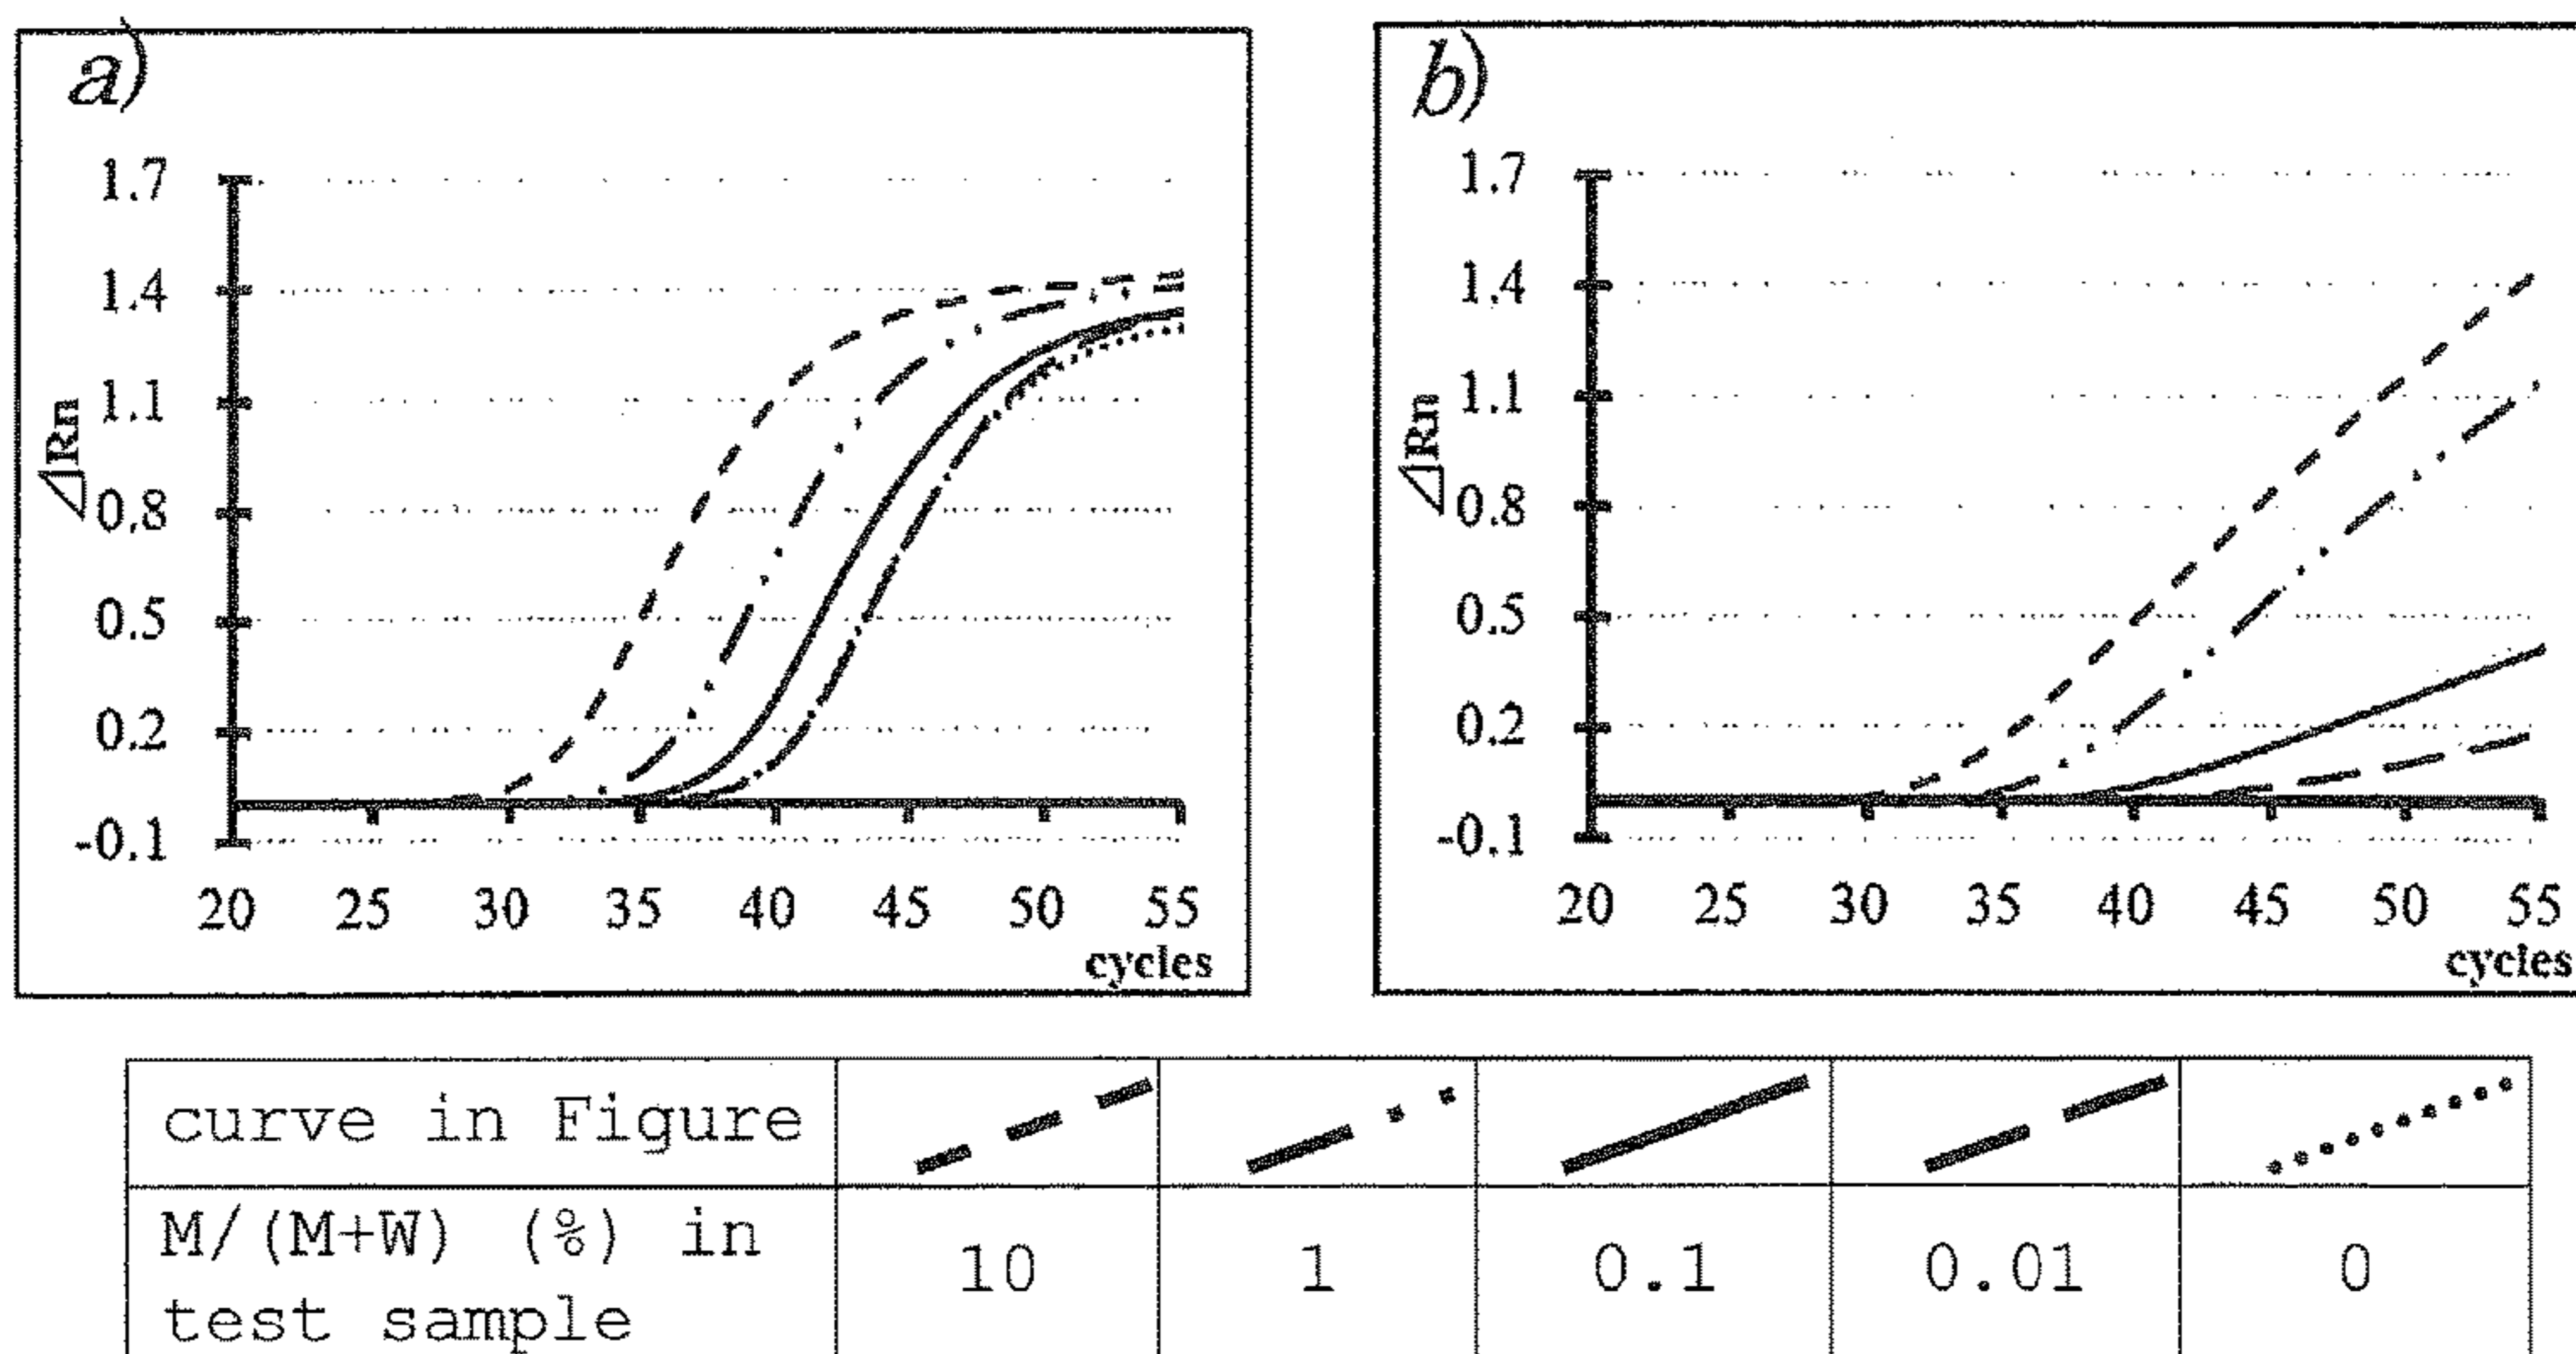 a)
1.7
1.4
1.1
0.8
0.5
0.2
-0.1
ΔRn
20 25 30 35 40 45 50 55
cycles
b)
1.7
1.4
1.1
0.8
0.5
0.2
-0.1
ΔRn
20 25 30 35 40 45 50 55
cycles
curve in Figure
M/(M+W) (%) in
test sample
10 1 0.1 0.01 0